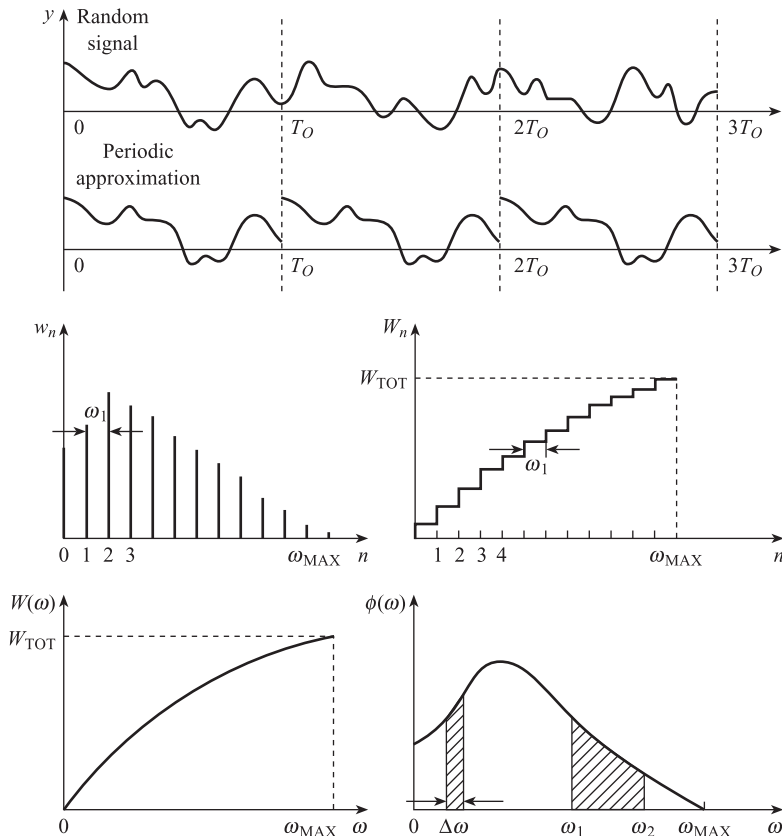 y
Random
signal
0 T_O 2T_O 3T_O
Periodic
approximation
0 T_O 2T_O 3T_O
w_n
ω_1
0 1 2 3 ω_MAX n
W_n
W_TOT
ω_1
1 2 3 4 ω_MAX n
W(ω)
W_TOT
0 ω_MAX ω
ϕ(ω)
0 Δω ω_1 ω_2 ω_MAX ω